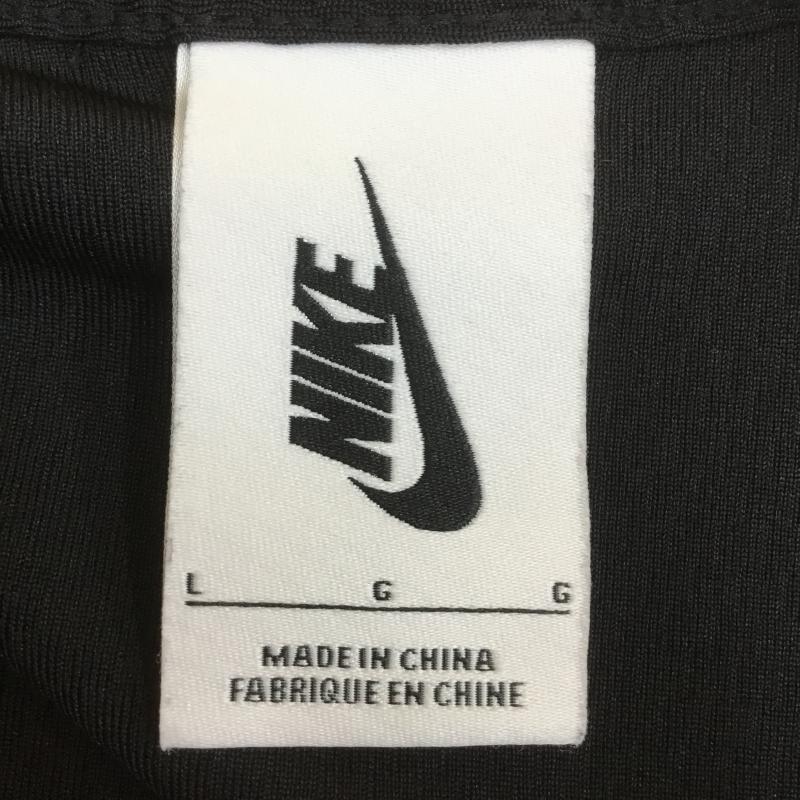 NIKE
L G G
MADE IN CHINA
FABRIQUE EN CHINE